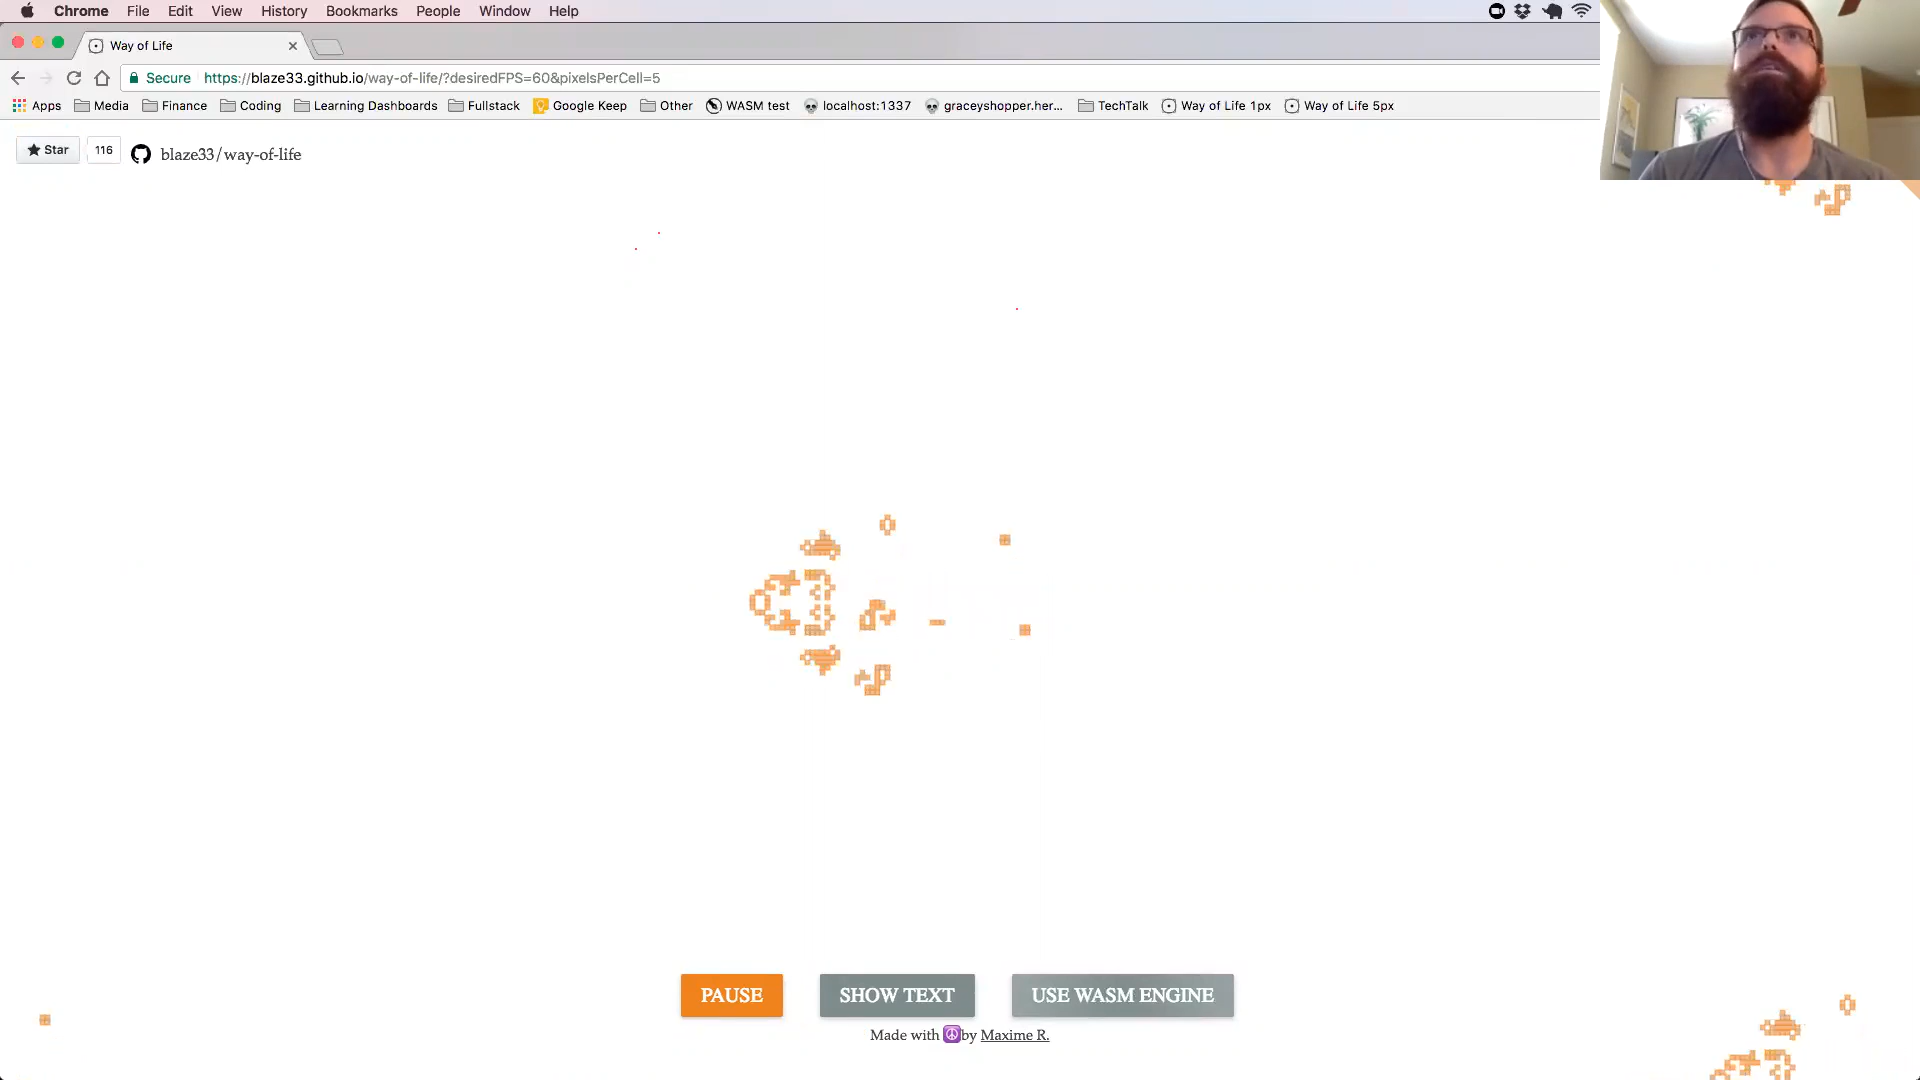 Chrome File Edit View History Bookmarks People Window Help
Way of Life
Secure https://blaze33.github.io/way-of-life/?desiredFPS=60&pixelsPerCell=5
Apps Media Finance Coding Learning Dashboards Fullstack Google Keep Other WASM test localhost:1337 graceyshopper.her... TechTalk Way of Life 1px Way of Life 5px
Star 116 blaze33/way-of-life
PAUSE SHOW TEXT USE WASM ENGINE
Made with ☮by Maxime R.